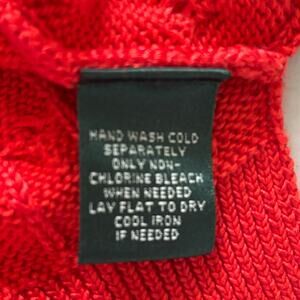 HAND WASH COLD
SEPARATELY
ONLY NON-
CHLORINE BLEACH
WHEN NEEDED
LAY FLAT TO DRY
COOL IRON
IF NEEDED